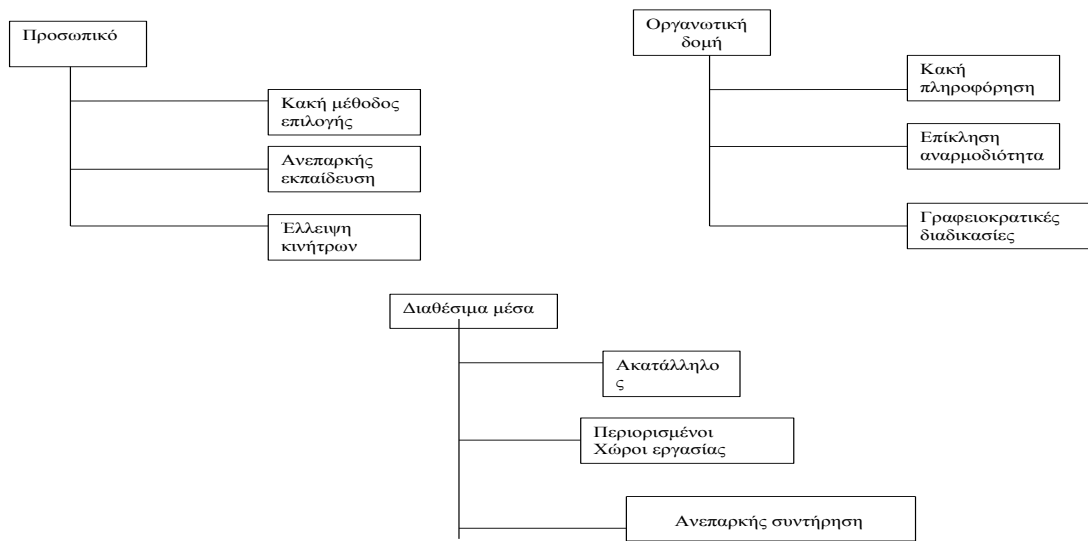 Προσωπικό
Κακή μέθοδος
επιλογής
Ανεπαρκής
εκπαίδευση
Έλλειψη
κινήτρων
Οργανωτική
δομή
Κακή
πληροφόρηση
Επίκληση
αναρμοδιότητα
Γραφειοκρατικές
διαδικασίες
Διαθέσιμα μέσα
Ακατάλληλο
ς
Περιορισμένοι
Χώροι εργασίας
Ανεπαρκής συντήρηση